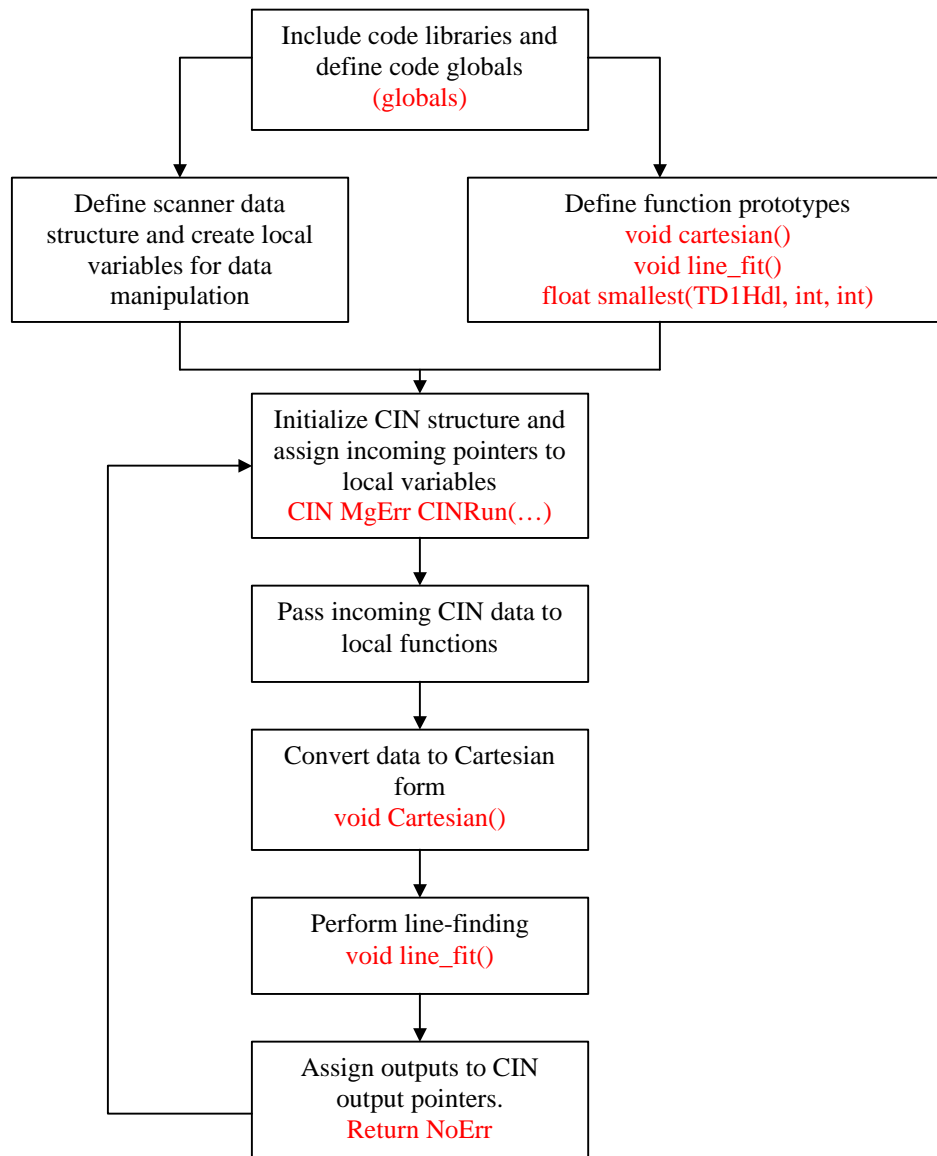 Include code libraries and
define code globals
(globals)
Define scanner data
structure and create local
variables for data
manipulation
Define function prototypes
void cartesian()
void line_fit()
float smallest(TD1Hdl, int, int)
Initialize CIN structure and
assign incoming pointers to
local variables
CIN MgErr CINRun(…)
Pass incoming CIN data to
local functions
Convert data to Cartesian
form
void Cartesian()
Perform line-finding
void line_fit()
Assign outputs to CIN
output pointers.
Return NoErr